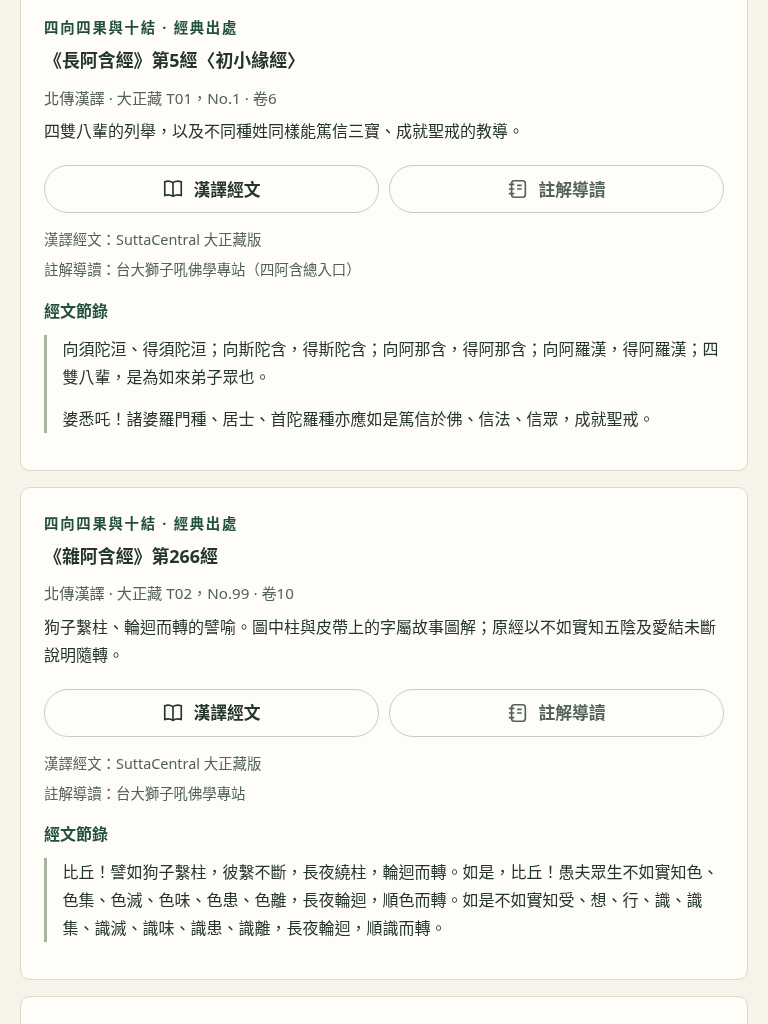 四向四果與十結 · 經典出處
《長阿含經》第5經〈初小緣經〉
北傳漢譯 · 大正藏 T01，No.1 · 卷6
四雙八輩的列舉，以及不同種姓同樣能篤信三寶、成就聖戒的教導。
漢譯經文
註解導讀
漢譯經文：SuttaCentral 大正藏版
註解導讀：台大獅子吼佛學專站（四阿含總入口）
經文節錄
向須陀洹、得須陀洹；向斯陀含，得斯陀含；向阿那含，得阿那含；向阿羅漢，得阿羅漢；四
雙八輩，是為如來弟子眾也。
婆悉吒！諸婆羅門種、居士、首陀羅種亦應如是篤信於佛、信法、信眾，成就聖戒。
四向四果與十結 · 經典出處
《雜阿含經》第266經
北傳漢譯 · 大正藏 T02，No.99 · 卷10
狗子繫柱、輪迴而轉的譬喻。圖中柱與皮帶上的字屬故事圖解；原經以不如實知五陰及愛結未斷
說明隨轉。
漢譯經文
註解導讀
漢譯經文：SuttaCentral 大正藏版
註解導讀：台大獅子吼佛學專站
經文節錄
比丘！譬如狗子繫柱，彼繫不斷，長夜繞柱，輪迴而轉。如是，比丘！愚夫眾生不如實知色、
色集、色滅、色味、色患、色離，長夜輪迴，順色而轉。如是不如實知受、想、行、識、識
集、識滅、識味、識患、識離，長夜輪迴，順識而轉。